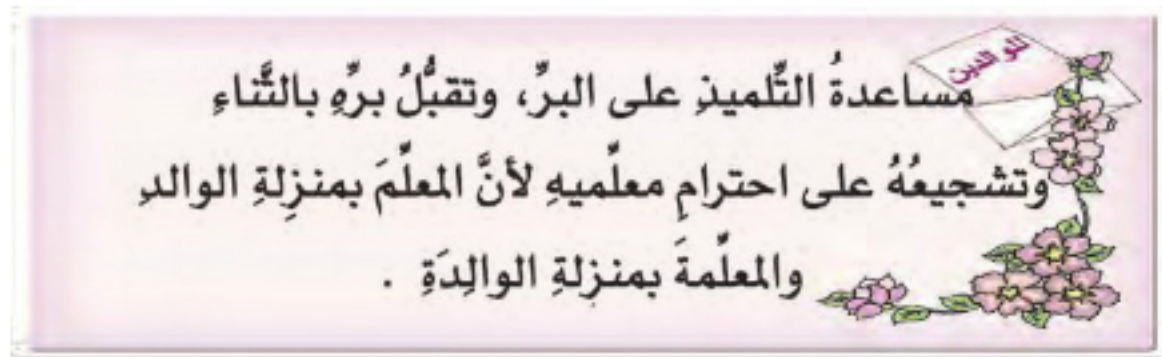 للوالدين
مساعدةُ التِّلميذِ على البرِّ، وتقبُّلُ برِّهِ بالثَّناءِ
وتشجيعُهُ على احترامِ معلِّميهِ لأنَّ المعلِّمَ بمنزِلةِ الوالدِ
والمعلِّمةَ بمنزِلةِ الوالِدَةِ .